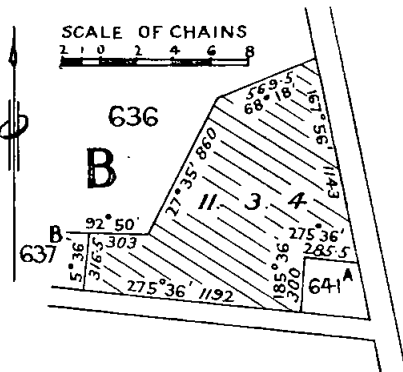 SCALE OF CHAINS
2 1 0 2 4 6 8
636
B
569·5
68° 18'
167° 56' 1143
27° 35' 860
11 . 3 . 4
92° 50'
303
B
637
5° 36'
316·5
275° 36'
285·5
185° 36'
300
641A
275° 36' 1192